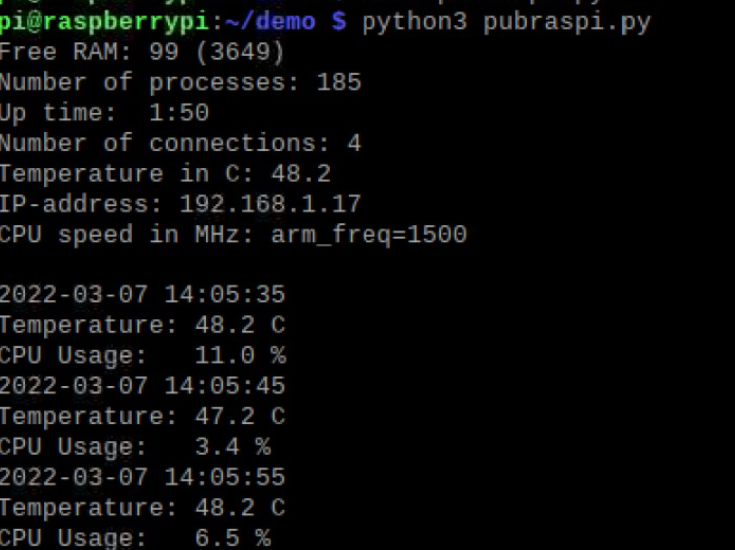 pi@raspberrypi:~/demo $ python3 pubraspi.py
Free RAM: 99 (3649)
Number of processes: 185
Up time:  1:50
Number of connections: 4
Temperature in C: 48.2
IP-address: 192.168.1.17
CPU speed in MHz: arm_freq=1500
2022-03-07 14:05:35
Temperature: 48.2 C
CPU Usage:   11.0 %
2022-03-07 14:05:45
Temperature: 47.2 C
CPU Usage:   3.4 %
2022-03-07 14:05:55
Temperature: 48.2 C
CPU Usage:   6.5 %